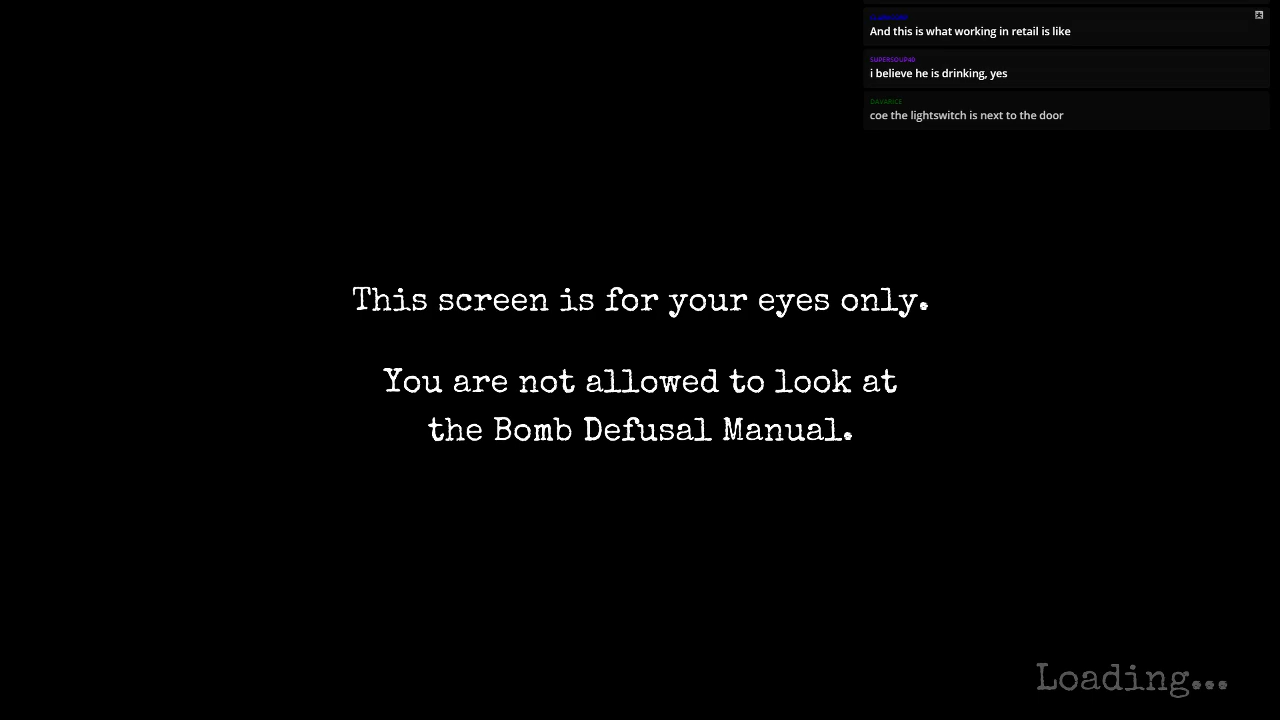 And this is what working in retail is like
SUPERSOUP40
i believe he is drinking, yes
DAVARICE
coe the lightswitch is next to the door
This screen is for your eyes only.
You are not allowed to look at
the Bomb Defusal Manual.
Loading...